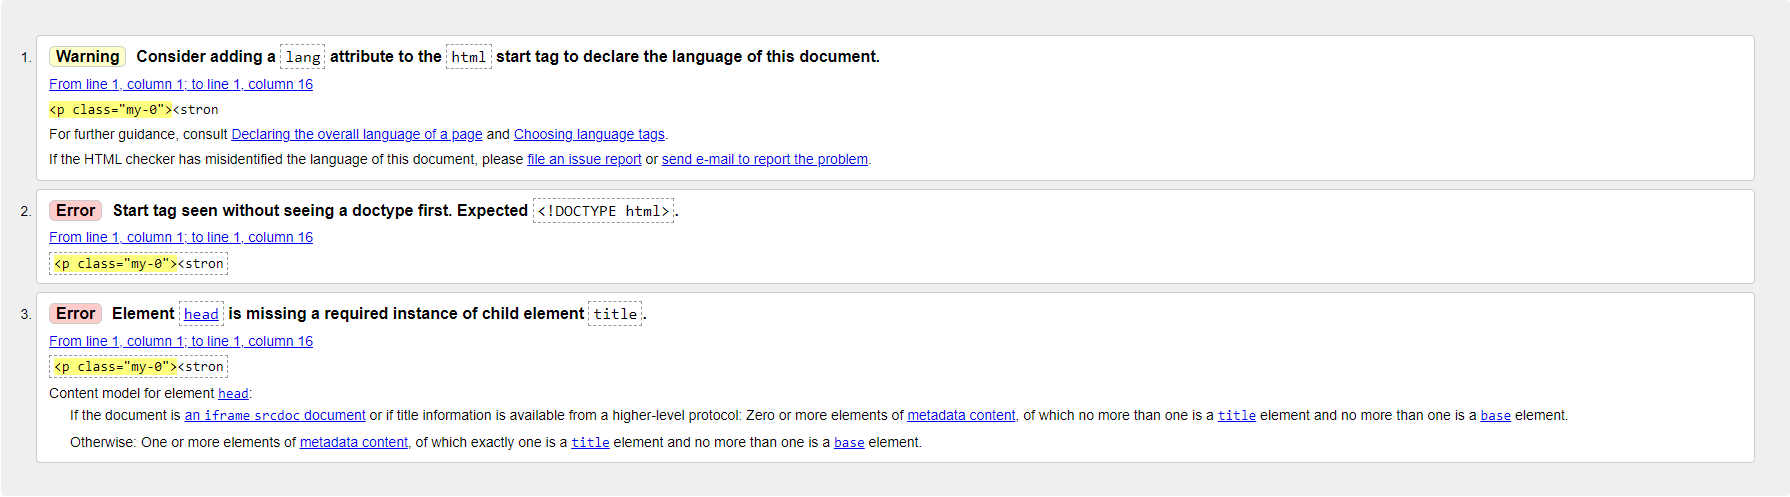 1. Warning Consider adding a lang attribute to the html start tag to declare the language of this document.
From line 1, column 1; to line 1, column 16
<p class="my-0"><stron
For further guidance, consult Declaring the overall language of a page and Choosing language tags.
If the HTML checker has misidentified the language of this document, please file an issue report or send e-mail to report the problem.
2. Error Start tag seen without seeing a doctype first. Expected <!DOCTYPE html>.
From line 1, column 1; to line 1, column 16
<p class="my-0"><stron
3. Error Element head is missing a required instance of child element title.
From line 1, column 1; to line 1, column 16
<p class="my-0"><stron
Content model for element head:
If the document is an iframe srcdoc document or if title information is available from a higher-level protocol: Zero or more elements of metadata content, of which no more than one is a title element and no more than one is a base element.
Otherwise: One or more elements of metadata content, of which exactly one is a title element and no more than one is a base element.